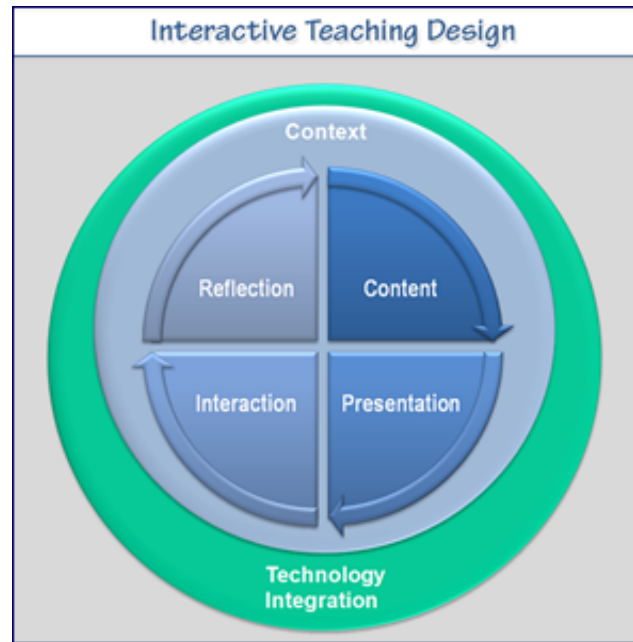 Interactive Teaching Design
Context
Reflection
Content
Interaction
Presentation
Technology
Integration